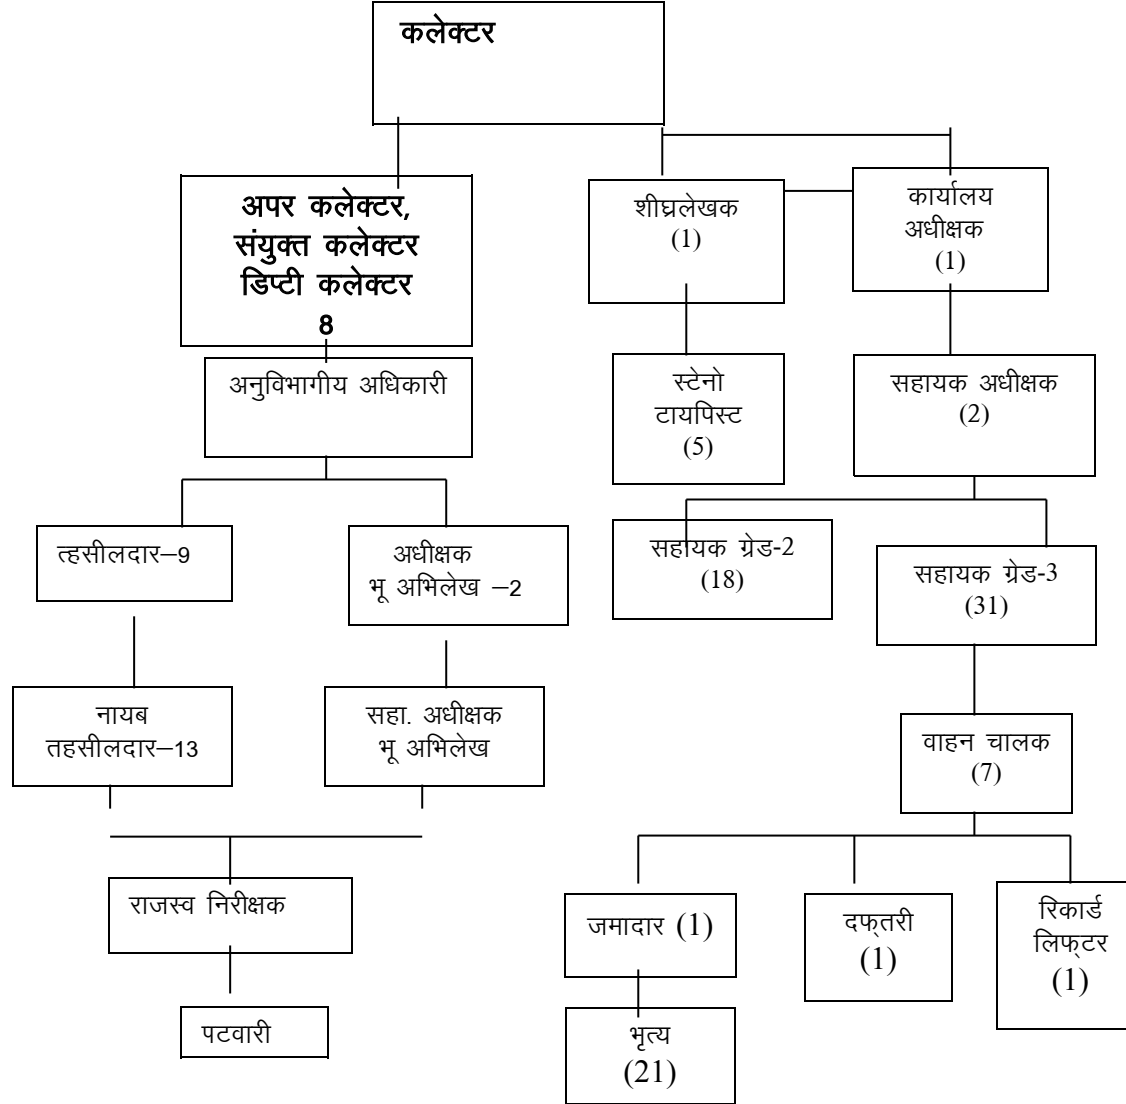 कलेक्टर
अपर कलेक्टर,
संयुक्त कलेक्टर
डिप्टी कलेक्टर
8
शीघ्रलेखक
(1)
कार्यालय
अधीक्षक
(1)
अनुविभागीय अधिकारी
स्टेनो
टायपिस्ट
(5)
सहायक अधीक्षक
(2)
त्हसीलदार–9
अधीक्षक
भू अभिलेख –2
सहायक ग्रेड-2
(18)
सहायक ग्रेड-3
(31)
नायब
तहसीलदार–13
सहा. अधीक्षक
भू अभिलेख
वाहन चालक
(7)
राजस्व निरीक्षक
जमादार (1)
दफ्तरी
(1)
रिकार्ड
लिफ्टर
(1)
पटवारी
भृत्य
(21)